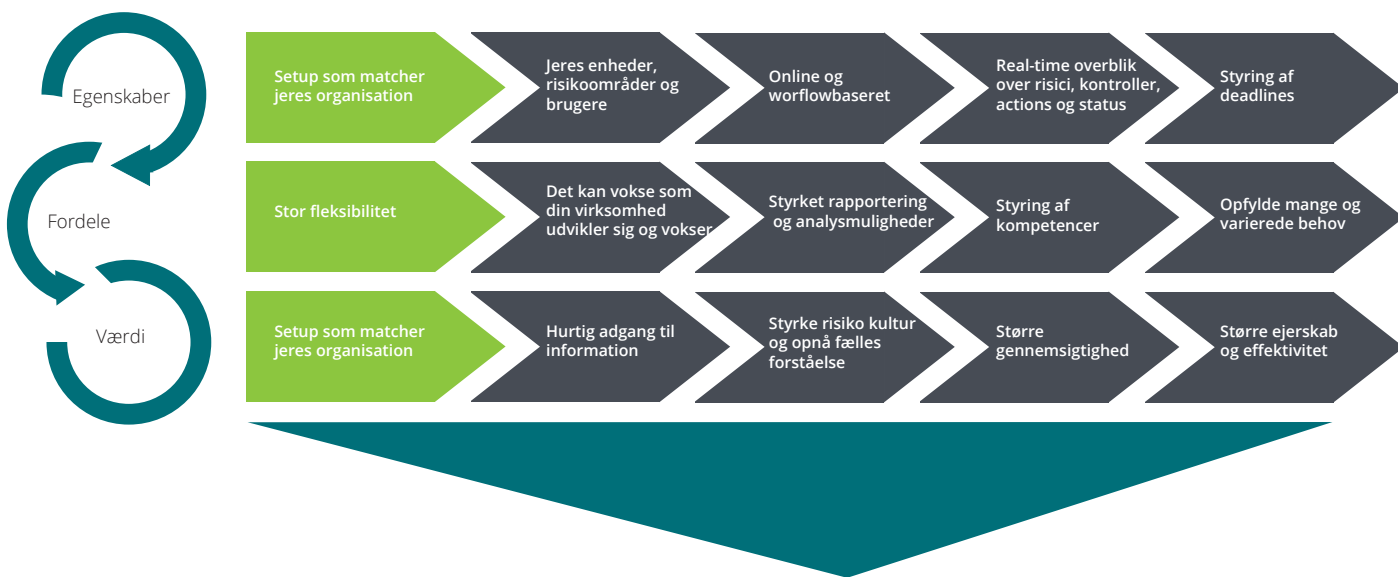 Egenskaber
Setup som matcher
jeres organisation
Jeres enheder,
risikoområder og
brugere
Online og
worflowbaseret
Real-time overblik
over risici, kontroller,
actions og status
Styring af
deadlines
Fordele
Stor fleksibilitet
Det kan vokse som
din virksomhed
udvikler sig og vokser
Styrket rapportering
og analysmuligheder
Styring af
kompetencer
Opfylde mange og
varierede behov
Værdi
Setup som matcher
jeres organisation
Hurtig adgang til
information
Styrke risiko kultur
og opnå fælles
forståelse
Større
gennemsigtighed
Større ejerskab
og effektivitet